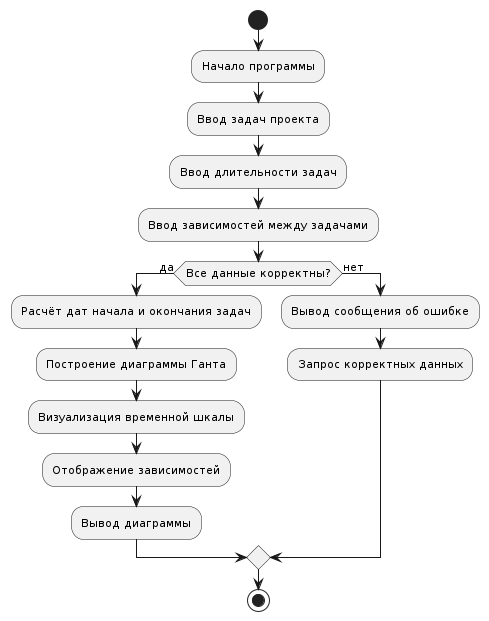 Начало программы
Ввод задач проекта
Ввод длительности задач
Ввод зависимостей между задачами
Все данные корректны?
да
нет
Расчёт дат начала и окончания задач
Построение диаграммы Ганта
Визуализация временной шкалы
Отображение зависимостей
Вывод диаграммы
Вывод сообщения об ошибке
Запрос корректных данных